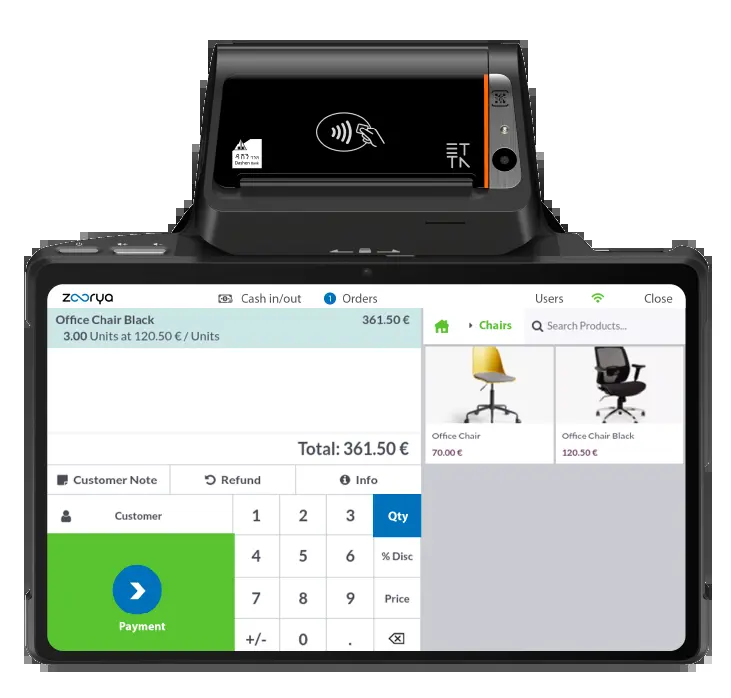 ET
TA
zoorya
Cash in/out
1 Orders
Users
Close
Office Chair Black 361.50 €
3.00 Units at 120.50 € / Units
Chairs
Search Products...
Office Chair
70.00 €
Office Chair Black
120.50 €
Total: 361.50 €
Customer Note
Refund
Info
Customer
1 2 3 Qty
4 5 6 % Disc
7 8 9 Price
+/- 0 .
Payment